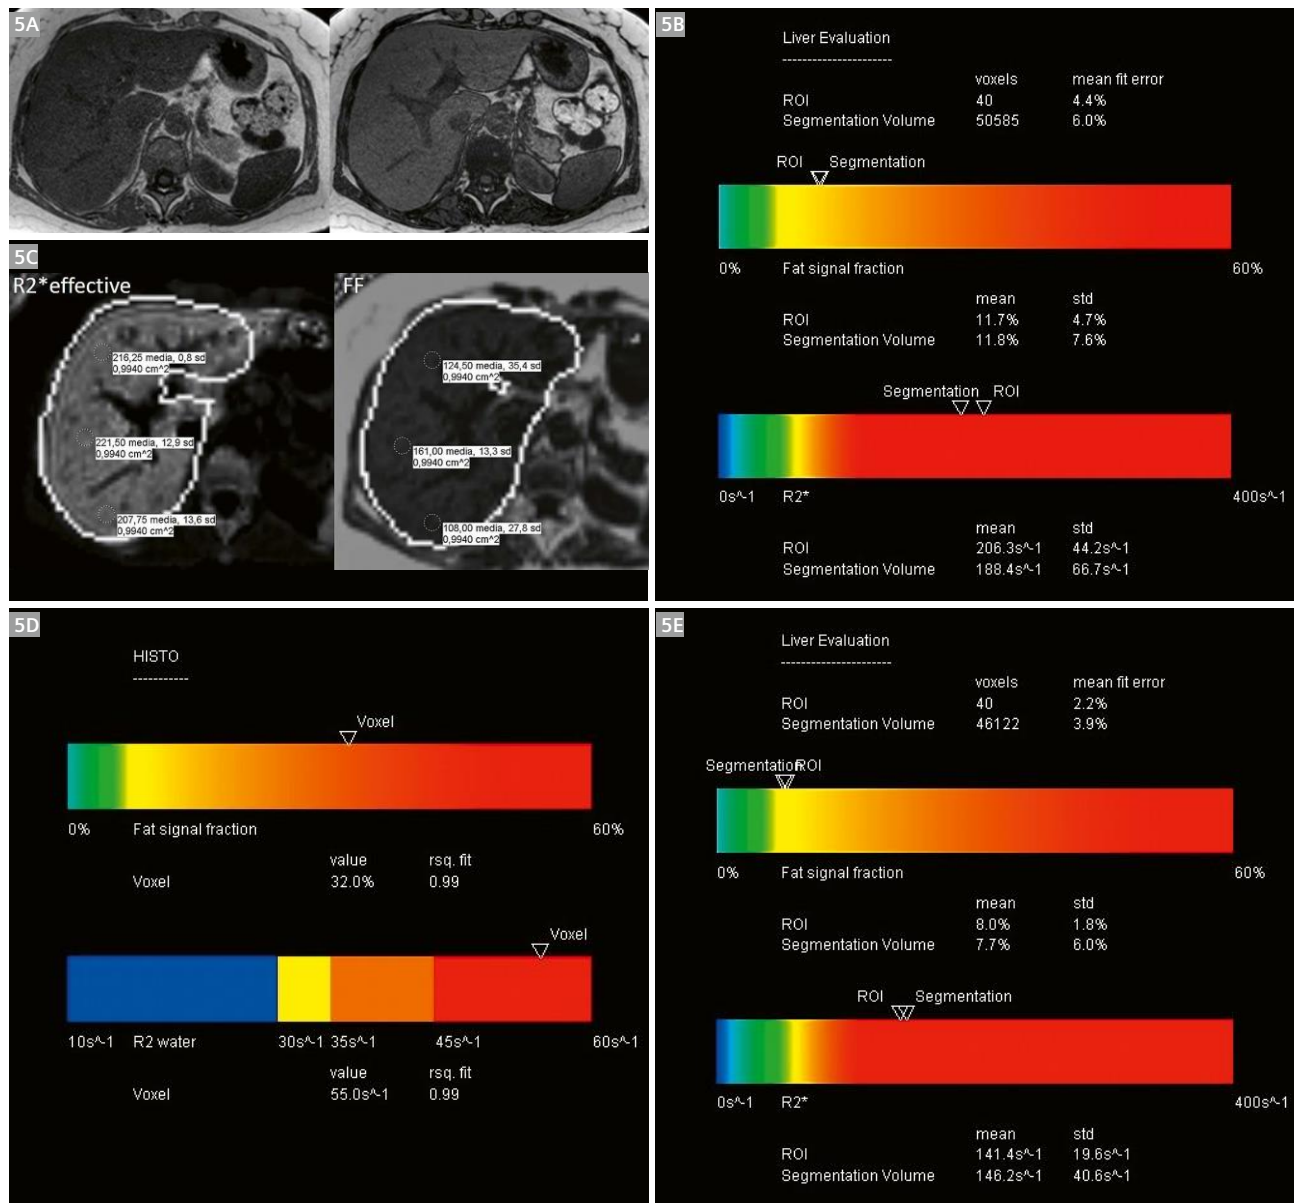 5A
5B
Liver Evaluation
----------------------
voxels mean fit error
ROI 40 4.4%
Segmentation Volume 50585 6.0%
ROI Segmentation
0% Fat signal fraction 60%
mean std
ROI 11.7% 4.7%
Segmentation Volume 11.8% 7.6%
Segmentation ROI
0s^-1 R2* 400s^-1
mean std
ROI 206.3s^-1 44.2s^-1
Segmentation Volume 188.4s^-1 66.7s^-1
5C
R2*effective
216,25 media, 0,8 sd
0,9940 cm^2
221,50 media, 12,9 sd
0,9940 cm^2
207,75 media, 13,6 sd
0,9940 cm^2
FF
124,50 media, 35,4 sd
0,9940 cm^2
161,00 media, 13,3 sd
0,9940 cm^2
108,00 media, 27,8 sd
0,9940 cm^2
5D
HISTO
-----------
Voxel
0% Fat signal fraction 60%
value rsq. fit
Voxel 32.0% 0.99
Voxel
10s^-1 R2 water 30s^-1 35s^-1 45s^-1 60s^-1
value rsq. fit
Voxel 55.0s^-1 0.99
5E
Liver Evaluation
----------------------
voxels mean fit error
ROI 40 2.2%
Segmentation Volume 46122 3.9%
Segmentation ROI
0% Fat signal fraction 60%
mean std
ROI 8.0% 1.8%
Segmentation Volume 7.7% 6.0%
ROI Segmentation
0s^-1 R2* 400s^-1
mean std
ROI 141.4s^-1 19.6s^-1
Segmentation Volume 146.2s^-1 40.6s^-1